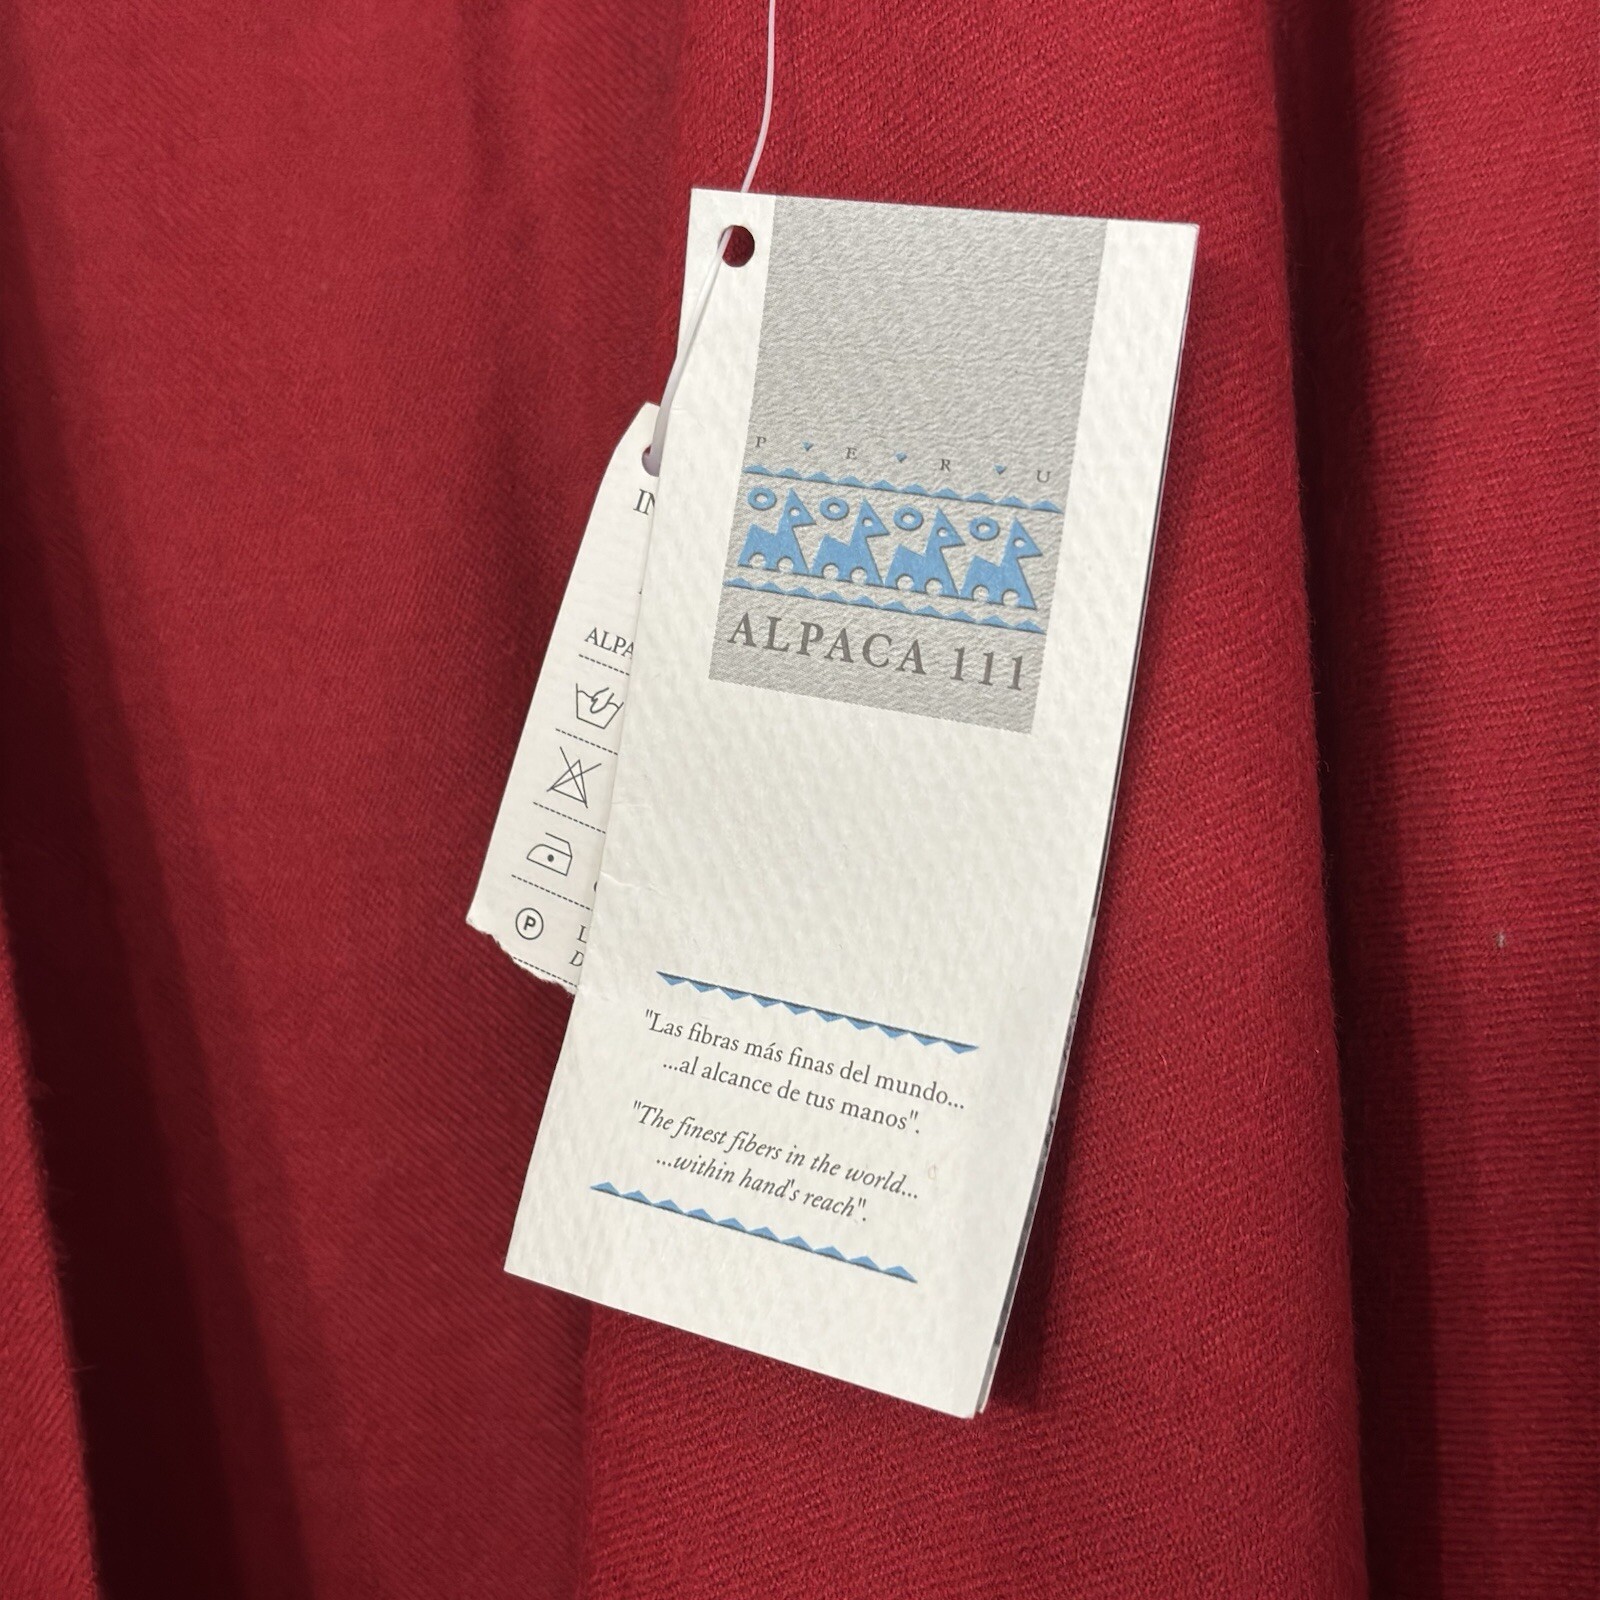 P E R U
ALPACA 111
"Las fibras más finas del mundo...
...al alcance de tus manos".
"The finest fibers in the world...
...within hand's reach".
P